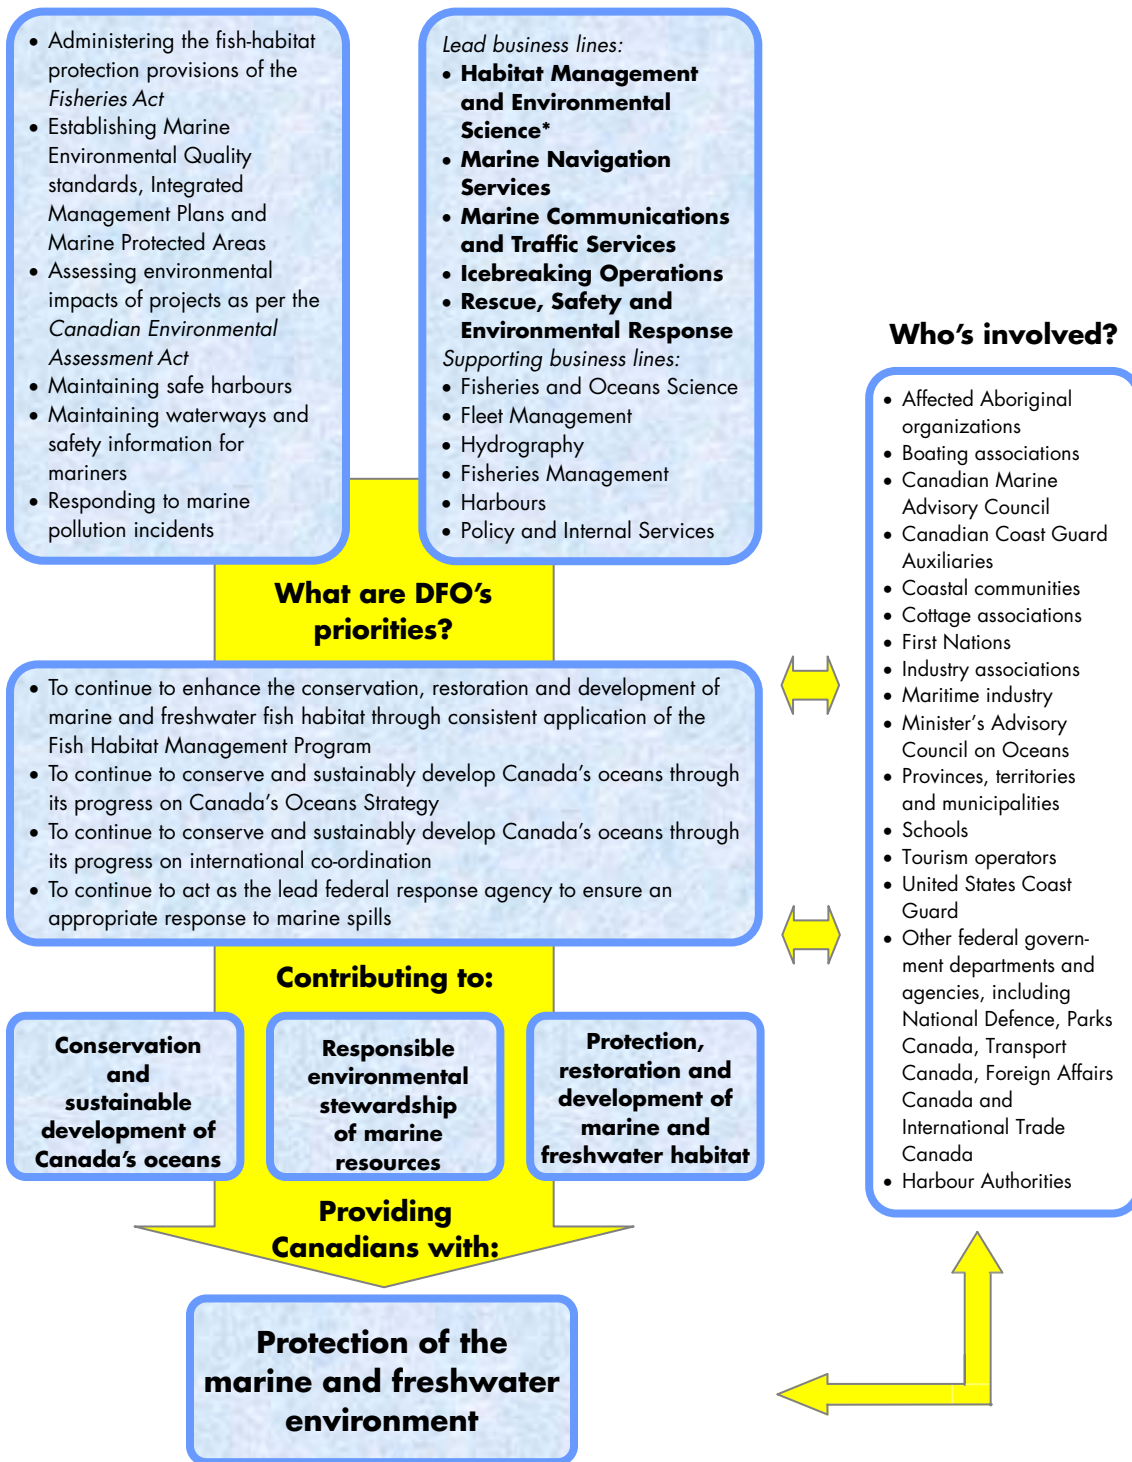 • Administering the fish-habitat
protection provisions of the
Fisheries Act
• Establishing Marine
Environmental Quality
standards, Integrated
Management Plans and
Marine Protected Areas
• Assessing environmental
impacts of projects as per the
Canadian Environmental
Assessment Act
• Maintaining safe harbours
• Maintaining waterways and
safety information for
mariners
• Responding to marine
pollution incidents
Lead business lines:
• Habitat Management
and Environmental
Science*
• Marine Navigation
Services
• Marine Communications
and Traffic Services
• Icebreaking Operations
• Rescue, Safety and
Environmental Response
Supporting business lines:
• Fisheries and Oceans Science
• Fleet Management
• Hydrography
• Fisheries Management
• Harbours
• Policy and Internal Services
What are DFO's
priorities?
• To continue to enhance the conservation, restoration and development of
marine and freshwater fish habitat through consistent application of the
Fish Habitat Management Program
• To continue to conserve and sustainably develop Canada's oceans through
its progress on Canada's Oceans Strategy
• To continue to conserve and sustainably develop Canada's oceans through
its progress on international co-ordination
• To continue to act as the lead federal response agency to ensure an
appropriate response to marine spills
Contributing to:
Conservation
and
sustainable
development of
Canada's oceans
Responsible
environmental
stewardship
of marine
resources
Protection,
restoration and
development of
marine and
freshwater habitat
Providing
Canadians with:
Protection of the
marine and freshwater
environment
Who's involved?
• Affected Aboriginal
organizations
• Boating associations
• Canadian Marine
Advisory Council
• Canadian Coast Guard
Auxiliaries
• Coastal communities
• Cottage associations
• First Nations
• Industry associations
• Maritime industry
• Minister's Advisory
Council on Oceans
• Provinces, territories
and municipalities
• Schools
• Tourism operators
• United States Coast
Guard
• Other federal govern-
ment departments and
agencies, including
National Defence, Parks
Canada, Transport
Canada, Foreign Affairs
Canada and
International Trade
Canada
• Harbour Authorities